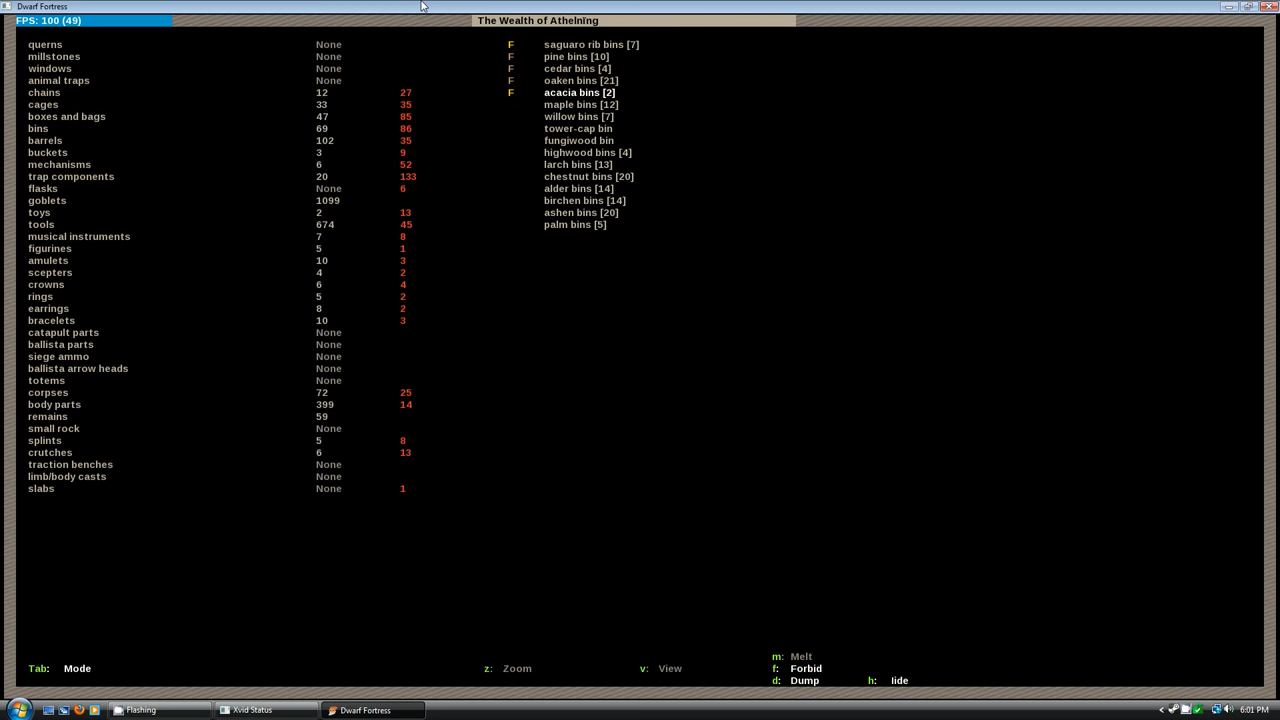 Dwarf Fortress
FPS: 100 (49) The Wealth of Athelnïng
querns None F saguaro rib bins [7]
millstones None F pine bins [10]
windows None F cedar bins [4]
animal traps None F oaken bins [21]
chains 12 27 F acacia bins [2]
cages 33 35 maple bins [12]
boxes and bags 47 85 willow bins [7]
bins 69 86 tower-cap bin
barrels 102 35 fungiwood bin
buckets 3 9 highwood bins [4]
mechanisms 6 52 larch bins [13]
trap components 20 133 chestnut bins [20]
flasks None 6 alder bins [14]
goblets 1099 birchen bins [14]
toys 2 13 ashen bins [20]
tools 674 45 palm bins [5]
musical instruments 7 8
figurines 5 1
amulets 10 3
scepters 4 2
crowns 6 4
rings 5 2
earrings 8 2
bracelets 10 3
catapult parts None
ballista parts None
siege ammo None
ballista arrow heads None
totems None
corpses 72 25
body parts 399 14
remains 59
small rock None
splints 5 8
crutches 6 13
traction benches None
limb/body casts None
slabs None 1
m: Melt
Tab: Mode z: Zoom v: View f: Forbid
d: Dump h: Iide
Flashing Xvid Status Dwarf Fortress 6:01 PM